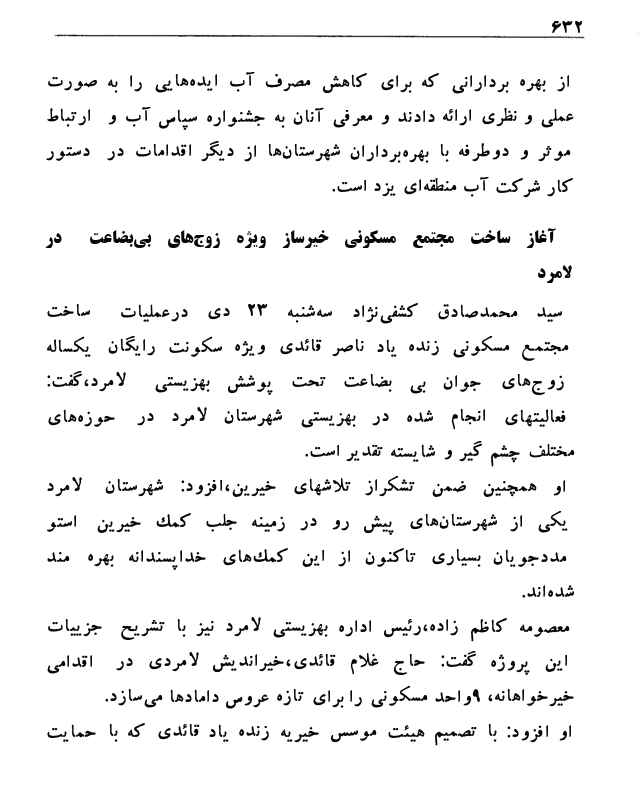 ۶۳۲
از بهره بردارانی که برای کاهش مصرف آب ایده‌هایی را به صورت
عملی و نظری ارائه دادند و معرفی آنان به جشنواره سپاس آب و ارتباط
موثر و دوطرفه با بهره‌برداران شهرستان‌ها از دیگر اقدامات در دستور
کار شرکت آب منطقه‌ای یزد است.
آغاز ساخت مجتمع مسکونی خیرساز ویژه زوج‌های بی‌بضاعت در
لامرد
سید محمدصادق کشفی‌نژاد سه‌شنبه ۲۳ دی درعملیات ساخت
مجتمع مسکونی زنده یاد ناصر قائدی ویژه سکونت رایگان یکساله
زوج‌های جوان بی بضاعت تحت پوشش بهزیستی لامرد،گفت:
فعالیتهای انجام شده در بهزیستی شهرستان لامرد در حوزه‌های
مختلف چشم گیر و شایسته تقدیر است.
او همچنین ضمن تشکراز تلاشهای خیرین،افزود: شهرستان لامرد
یکی از شهرستان‌های پیش رو در زمینه جلب کمك خیرین استو
مددجویان بسیاری تاکنون از این کمك‌های خداپسندانه بهره مند
شده‌اند.
معصومه کاظم زاده،رئیس اداره بهزیستی لامرد نیز با تشریح جزییات
این پروژه گفت: حاج غلام قائدی،خیراندیش لامردی در اقدامی
خیرخواهانه، ۹واحد مسکونی را برای تازه عروس دامادها می‌سازد.
او افزود: با تصمیم هیئت موسس خیریه زنده یاد قائدی که با حمایت